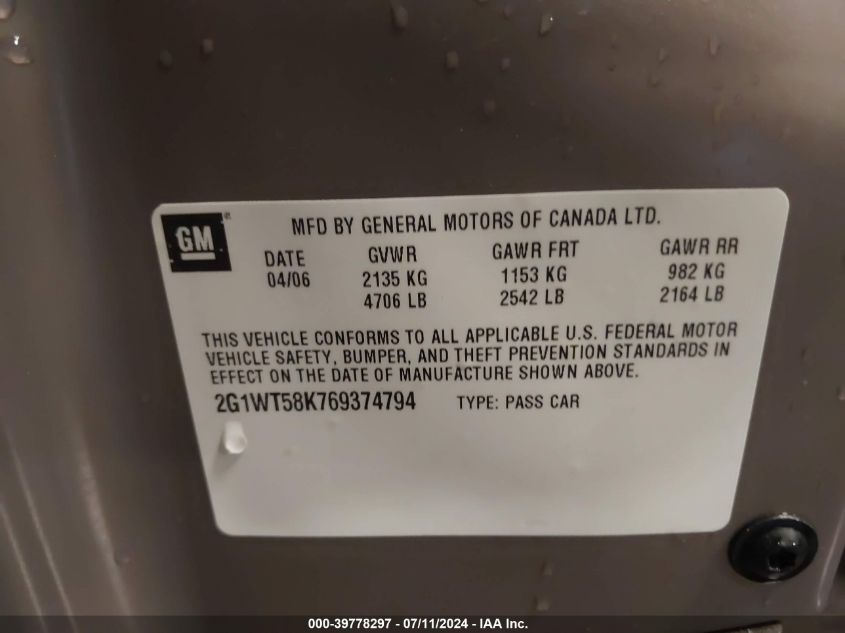 GM
MFD BY GENERAL MOTORS OF CANADA LTD.
DATE GVWR GAWR FRT GAWR RR
04/06 2135 KG 1153 KG 982 KG
4706 LB 2542 LB 2164 LB
THIS VEHICLE CONFORMS TO ALL APPLICABLE U.S. FEDERAL MOTOR
VEHICLE SAFETY, BUMPER, AND THEFT PREVENTION STANDARDS IN
EFFECT ON THE DATE OF MANUFACTURE SHOWN ABOVE.
2G1WT58K769374794 TYPE: PASS CAR
000-39778297 - 07/11/2024 - IAA Inc.